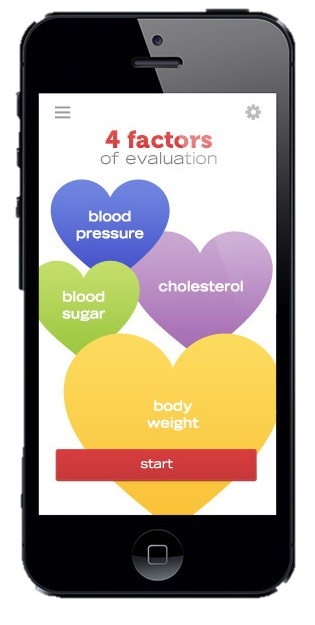 4 factors
of evaluation
blood
pressure
cholesterol
blood
sugar
body
weight
start